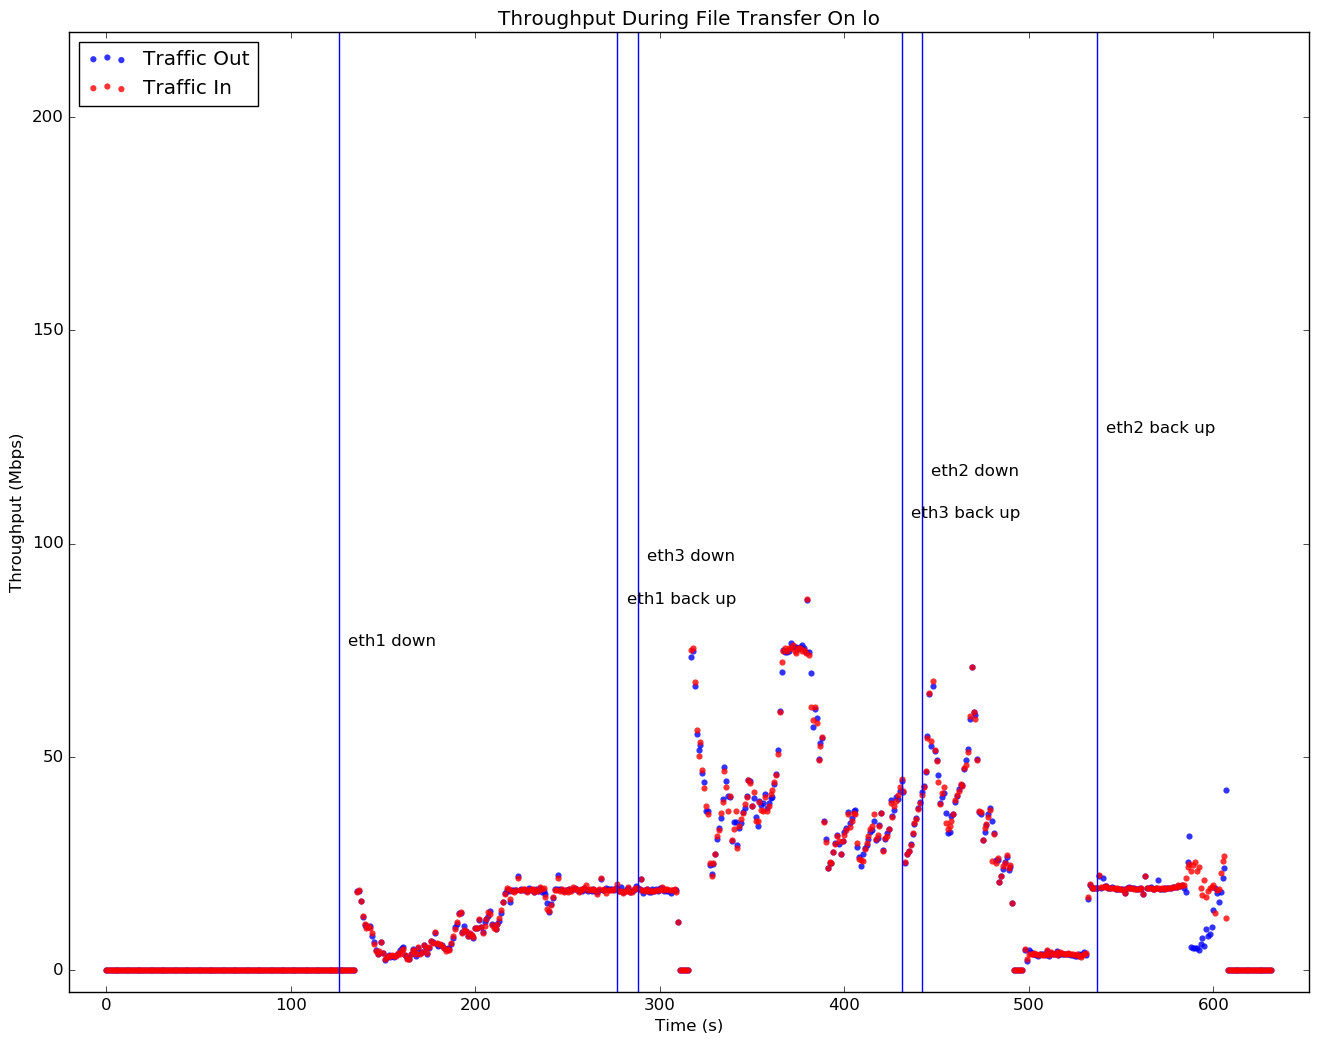 Throughput During File Transfer On lo
Traffic Out
Traffic In
200
150
100
50
0
Throughput (Mbps)
eth2 back up
eth2 down
eth3 back up
eth3 down
eth1 back up
eth1 down
0 100 200 300 400 500 600
Time (s)